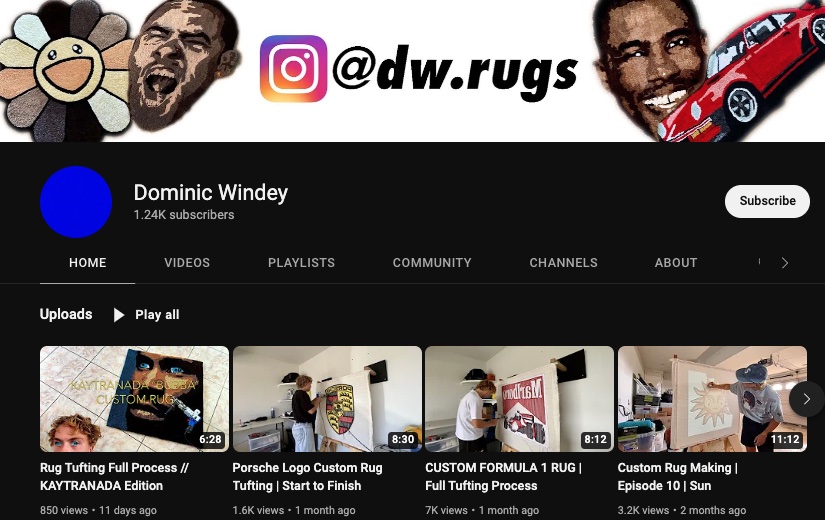 @dw.rugs
Dominic Windey
1.24K subscribers
Subscribe
HOME VIDEOS PLAYLISTS COMMUNITY CHANNELS ABOUT
Uploads Play all
KAYTRANADA "BUBBA"
CUSTOM RUG
6:28
8:30
Marlboro
8:12
11:12
Rug Tufting Full Process //
KAYTRANADA Edition
850 views • 11 days ago
Porsche Logo Custom Rug
Tufting | Start to Finish
1.6K views • 1 month ago
CUSTOM FORMULA 1 RUG |
Full Tufting Process
7K views • 1 month ago
Custom Rug Making |
Episode 10 | Sun
3.2K views • 2 months ago